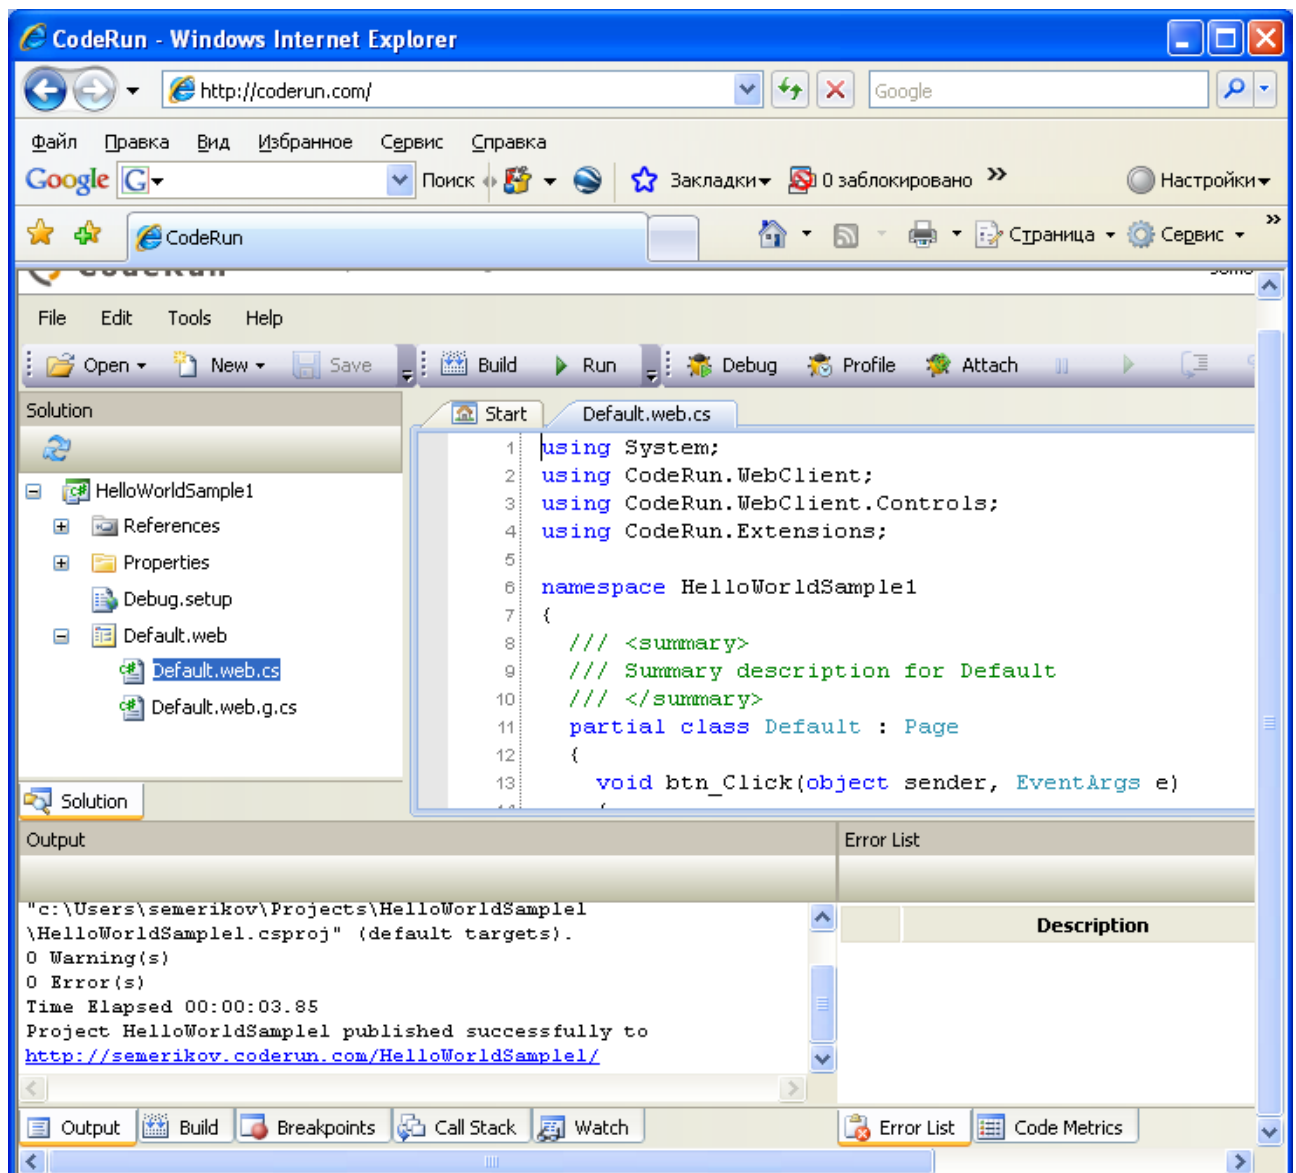 CodeRun - Windows Internet Explorer
http://coderun.com/
Google
Файл Правка Вид Избранное Сервис Справка
Google G Поиск Закладки 0 заблокировано Настройки
CodeRun Страница Сервис
CodeRun
File Edit Tools Help
Open New Save Build Run Debug Profile Attach
Solution
Start Default.web.cs
HelloWorldSample1
References
Properties
Debug.setup
Default.web
Default.web.cs
Default.web.g.cs
Solution
1 using System;
2 using CodeRun.WebClient;
3 using CodeRun.WebClient.Controls;
4 using CodeRun.Extensions;
5
6 namespace HelloWorldSample1
7 {
8 /// <summary>
9 /// Summary description for Default
10 /// </summary>
11 partial class Default : Page
12 {
13 void btn_Click(object sender, EventArgs e)
Output
"c:\Users\semerikov\Projects\HelloWorldSample1
\HelloWorldSample1.csproj" (default targets).
0 Warning(s)
0 Error(s)
Time Elapsed 00:00:03.85
Project HelloWorldSample1 published successfully to
http://semerikov.coderun.com/HelloWorldSample1/
Error List
Description
Output Build Breakpoints Call Stack Watch
Error List Code Metrics